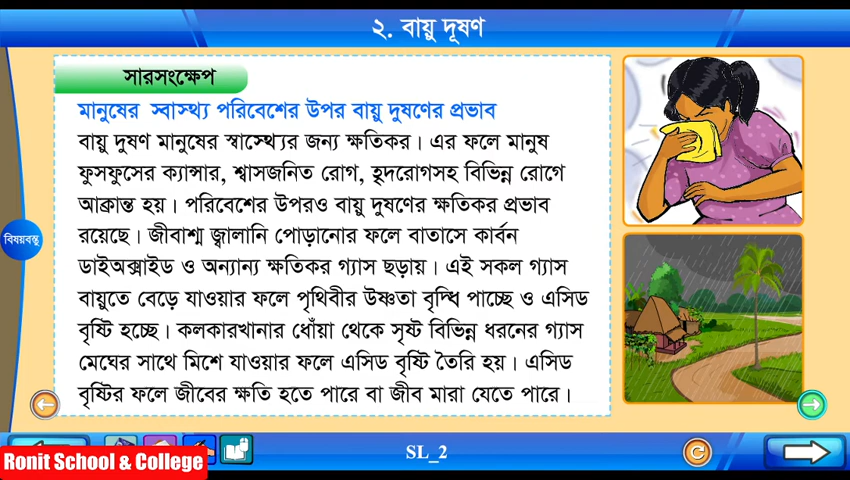 ২. বায়ু দূষণ
সারসংক্ষেপ
মানুষের স্বাস্থ্য পরিবেশের উপর বায়ু দুষণের প্রভাব
বায়ু দুষণ মানুষের স্বাস্থ্যের জন্য ক্ষতিকর। এর ফলে মানুষ
ফুসফুসের ক্যান্সার, শ্বাসজনিত রোগ, হৃদরোগসহ বিভিন্ন রোগে
আক্রান্ত হয়। পরিবেশের উপরও বায়ু দুষণের ক্ষতিকর প্রভাব
রয়েছে। জীবাশ্ম জ্বালানি পোড়ানোর ফলে বাতাসে কার্বন
ডাইঅক্সাইড ও অন্যান্য ক্ষতিকর গ্যাস ছড়ায়। এই সকল গ্যাস
বায়ুতে বেড়ে যাওয়ার ফলে পৃথিবীর উষ্ণতা বৃদ্ধি পাচ্ছে ও এসিড
বৃষ্টি হচ্ছে। কলকারখানার ধোঁয়া থেকে সৃষ্ট বিভিন্ন ধরনের গ্যাস
মেঘের সাথে মিশে যাওয়ার ফলে এসিড বৃষ্টি তৈরি হয়। এসিড
বৃষ্টির ফলে জীবের ক্ষতি হতে পারে বা জীব মারা যেতে পারে।
বিষয়বস্তু
SL_2
Ronit School & College